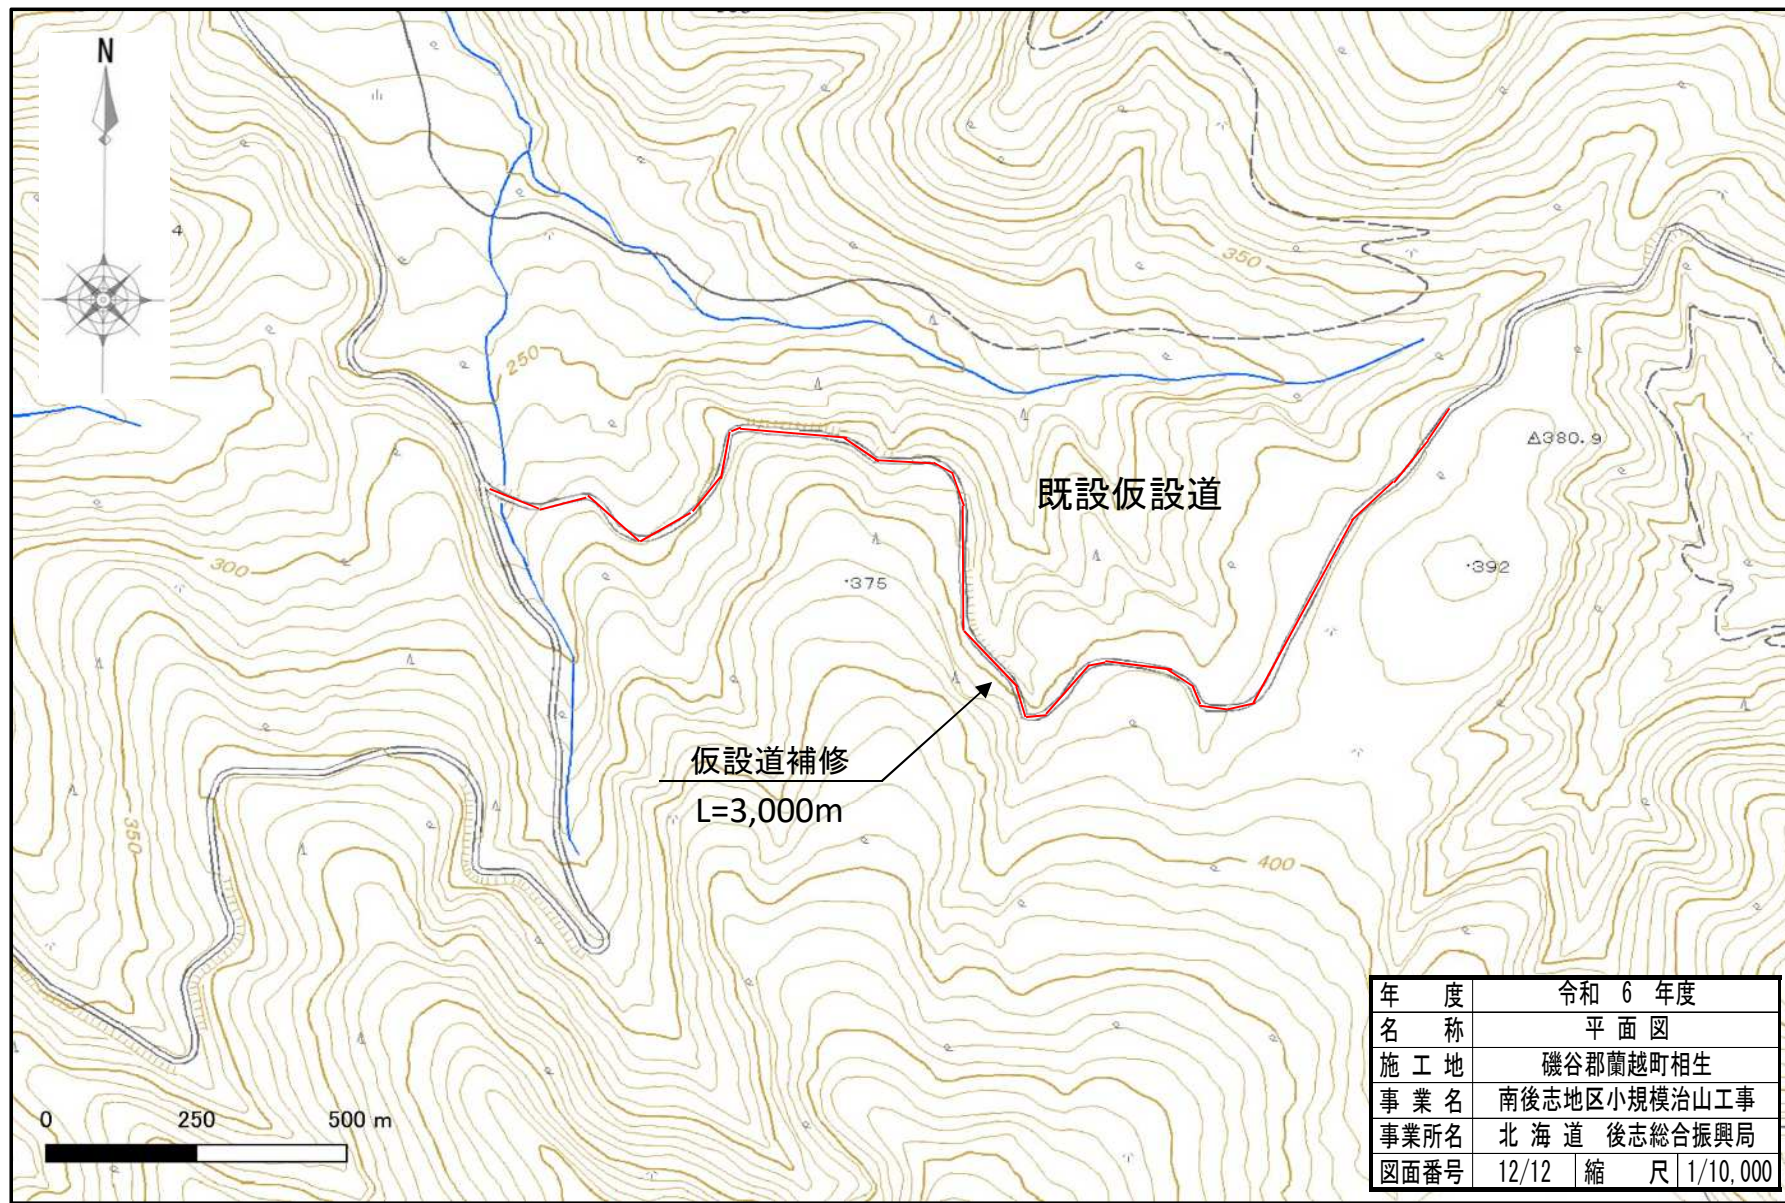 N
4
350
250
△380.9
既設仮設道
300
・375
・392
仮設道補修
L=3,000m
350
400
0 250 500 m
年 度 令和 6 年度
名 称 平 面 図
施 工 地 磯谷郡蘭越町相生
事 業 名 南後志地区小規模治山工事
事業所名 北 海 道 後志総合振興局
図面番号 12/12 縮 尺 1/10,000